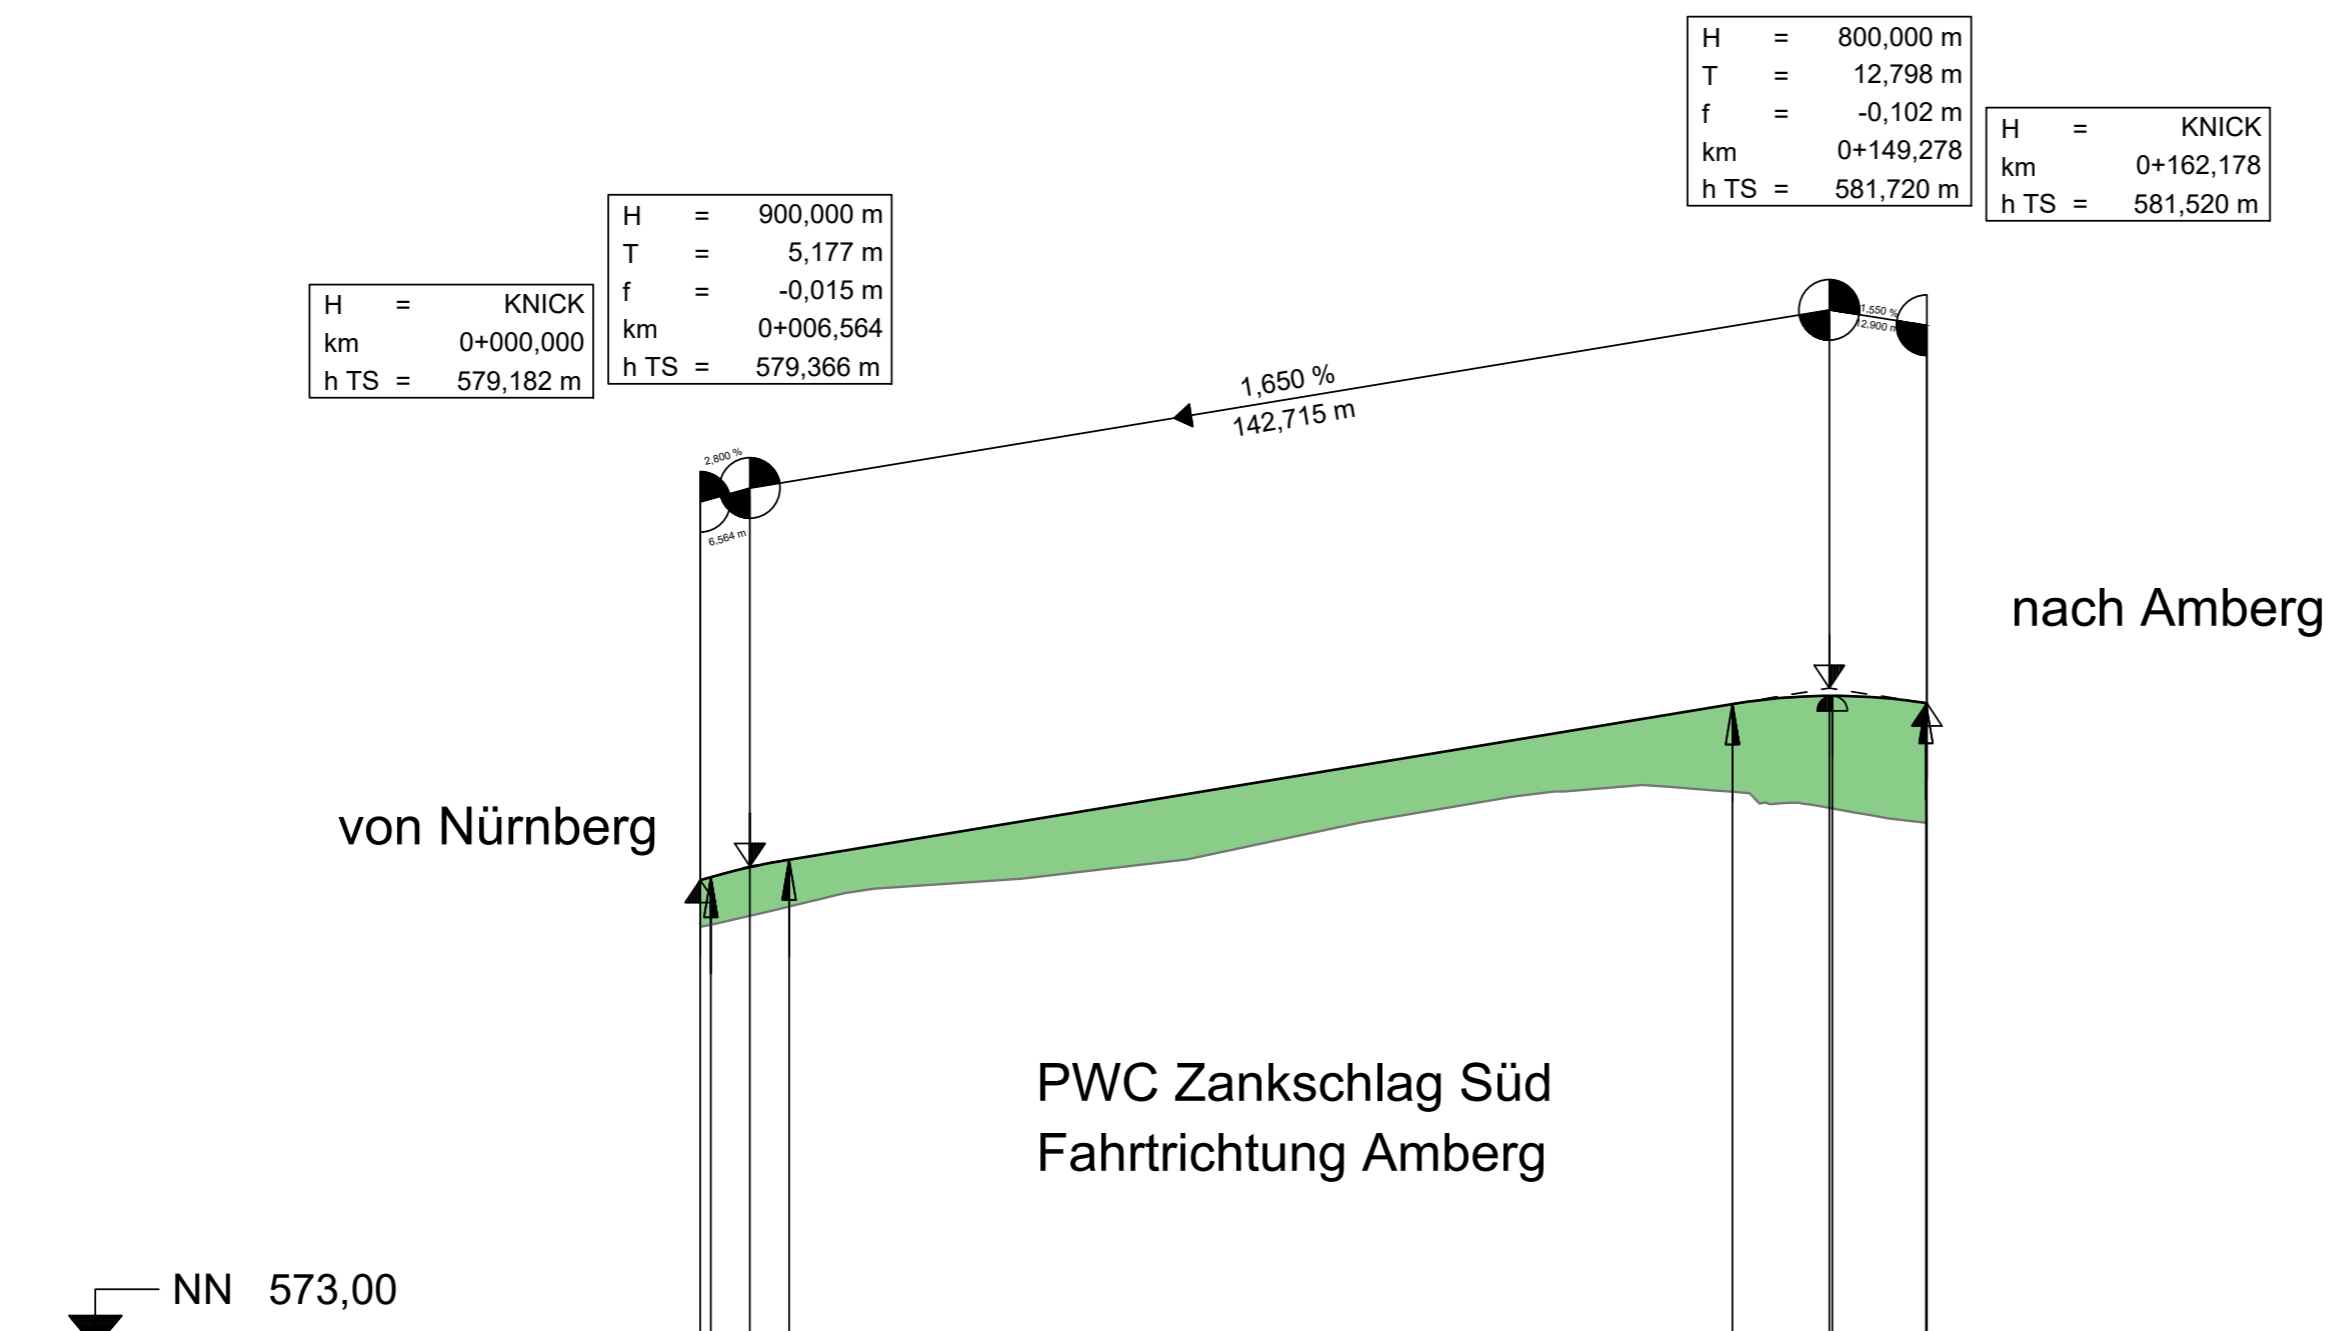 H = 800,000 m
T = 12,798 m
f = -0,102 m
km 0+149,278
h TS = 581,720 m
H = KNICK
km 0+162,178
h TS = 581,520 m
H = 900,000 m
T = 5,177 m
f = -0,015 m
km 0+006,564
h TS = 579,366 m
H = KNICK
km 0+000,000
h TS = 579,182 m
1,550 %
12,900 m
1,650 %
142,715 m
2,800 %
6,564 m
nach Amberg
von Nürnberg
PWC Zankschlag Süd
Fahrtrichtung Amberg
NN 573,00